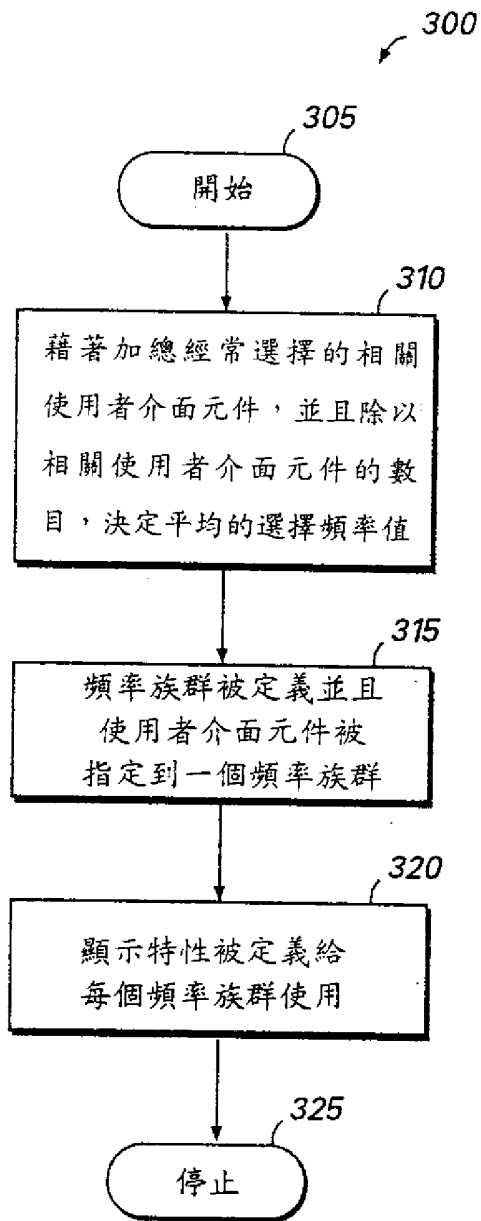 300
305
開始
310
藉著加總經常選擇的相關
使用者介面元件，並且除以
相關使用者介面元件的數
目，決定平均的選擇頻率值
315
頻率族群被定義並且
使用者介面元件被
指定到一個頻率族群
320
顯示特性被定義給
每個頻率族群使用
325
停止